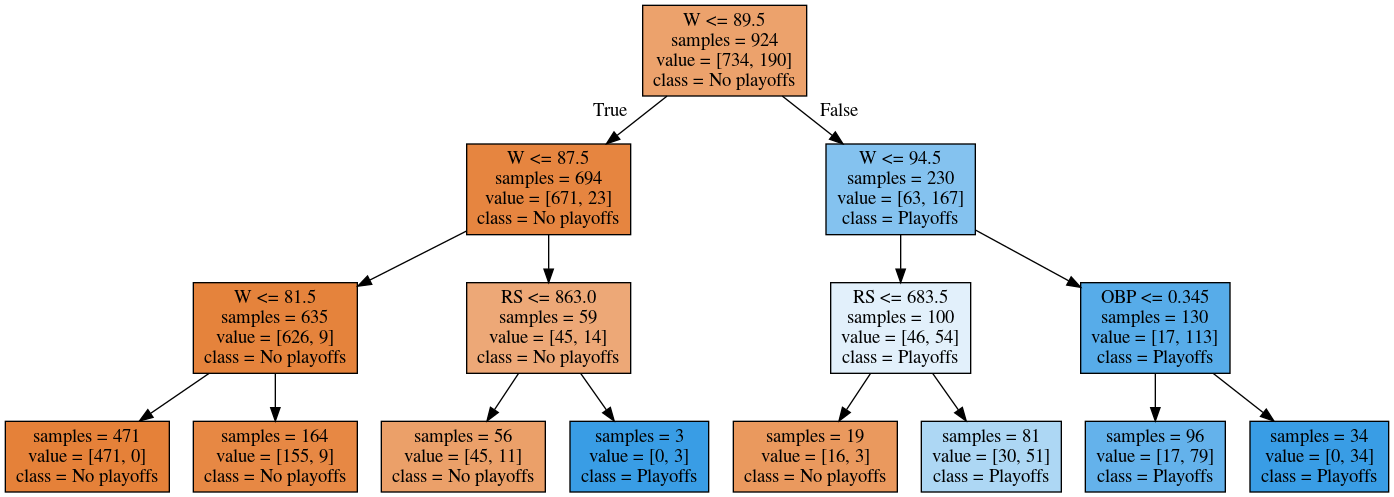 W <= 89.5
samples = 924
value = [734, 190]
class = No playoffs
True
False
W <= 87.5
samples = 694
value = [671, 23]
class = No playoffs
W <= 94.5
samples = 230
value = [63, 167]
class = Playoffs
W <= 81.5
samples = 635
value = [626, 9]
class = No playoffs
RS <= 863.0
samples = 59
value = [45, 14]
class = No playoffs
RS <= 683.5
samples = 100
value = [46, 54]
class = Playoffs
OBP <= 0.345
samples = 130
value = [17, 113]
class = Playoffs
samples = 471
value = [471, 0]
class = No playoffs
samples = 164
value = [155, 9]
class = No playoffs
samples = 56
value = [45, 11]
class = No playoffs
samples = 3
value = [0, 3]
class = Playoffs
samples = 19
value = [16, 3]
class = No playoffs
samples = 81
value = [30, 51]
class = Playoffs
samples = 96
value = [17, 79]
class = Playoffs
samples = 34
value = [0, 34]
class = Playoffs